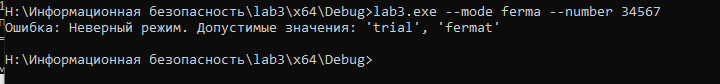 H:\Информационная безопасность\lab3\x64\Debug>lab3.exe --mode ferma --number 34567
Ошибка: Неверный режим. Допустимые значения: 'trial', 'fermat'
H:\Информационная безопасность\lab3\x64\Debug>